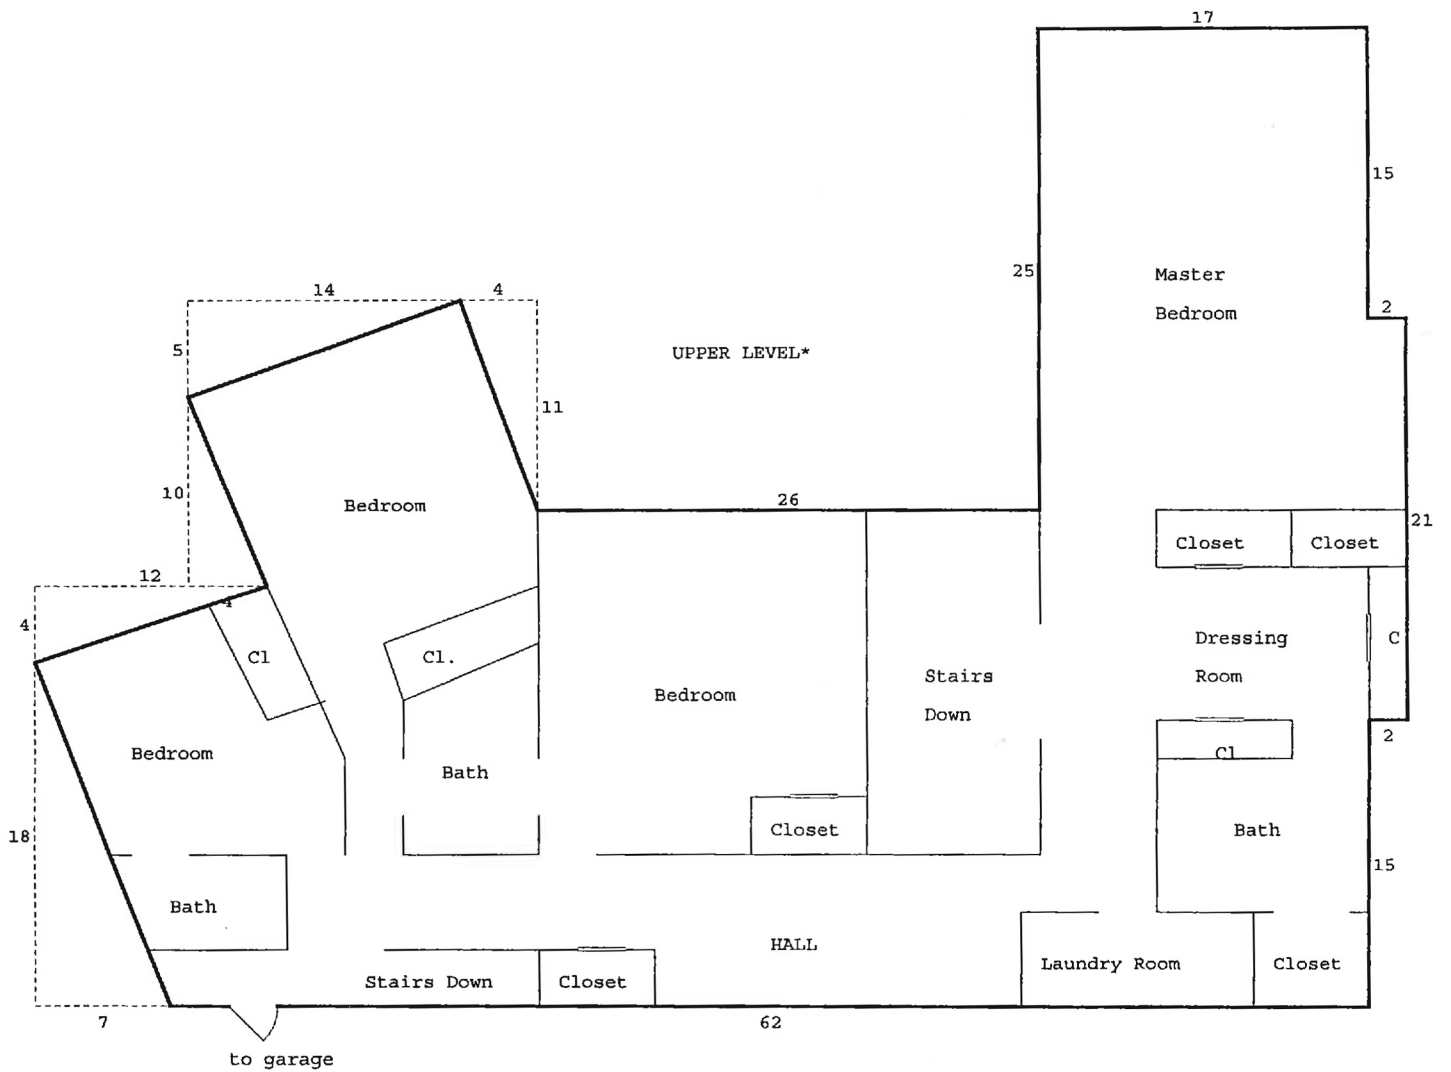 17
15
25
Master
Bedroom
2
14
4
5
UPPER LEVEL*
11
10
Bedroom
26
21
Closet
Closet
12
4
4
Cl
Cl.
Dressing
Room
C
Stairs
Down
Bedroom
2
Cl
Bedroom
Bath
Closet
Bath
18
15
Bath
HALL
Laundry Room
Closet
Stairs Down
Closet
7
62
to garage